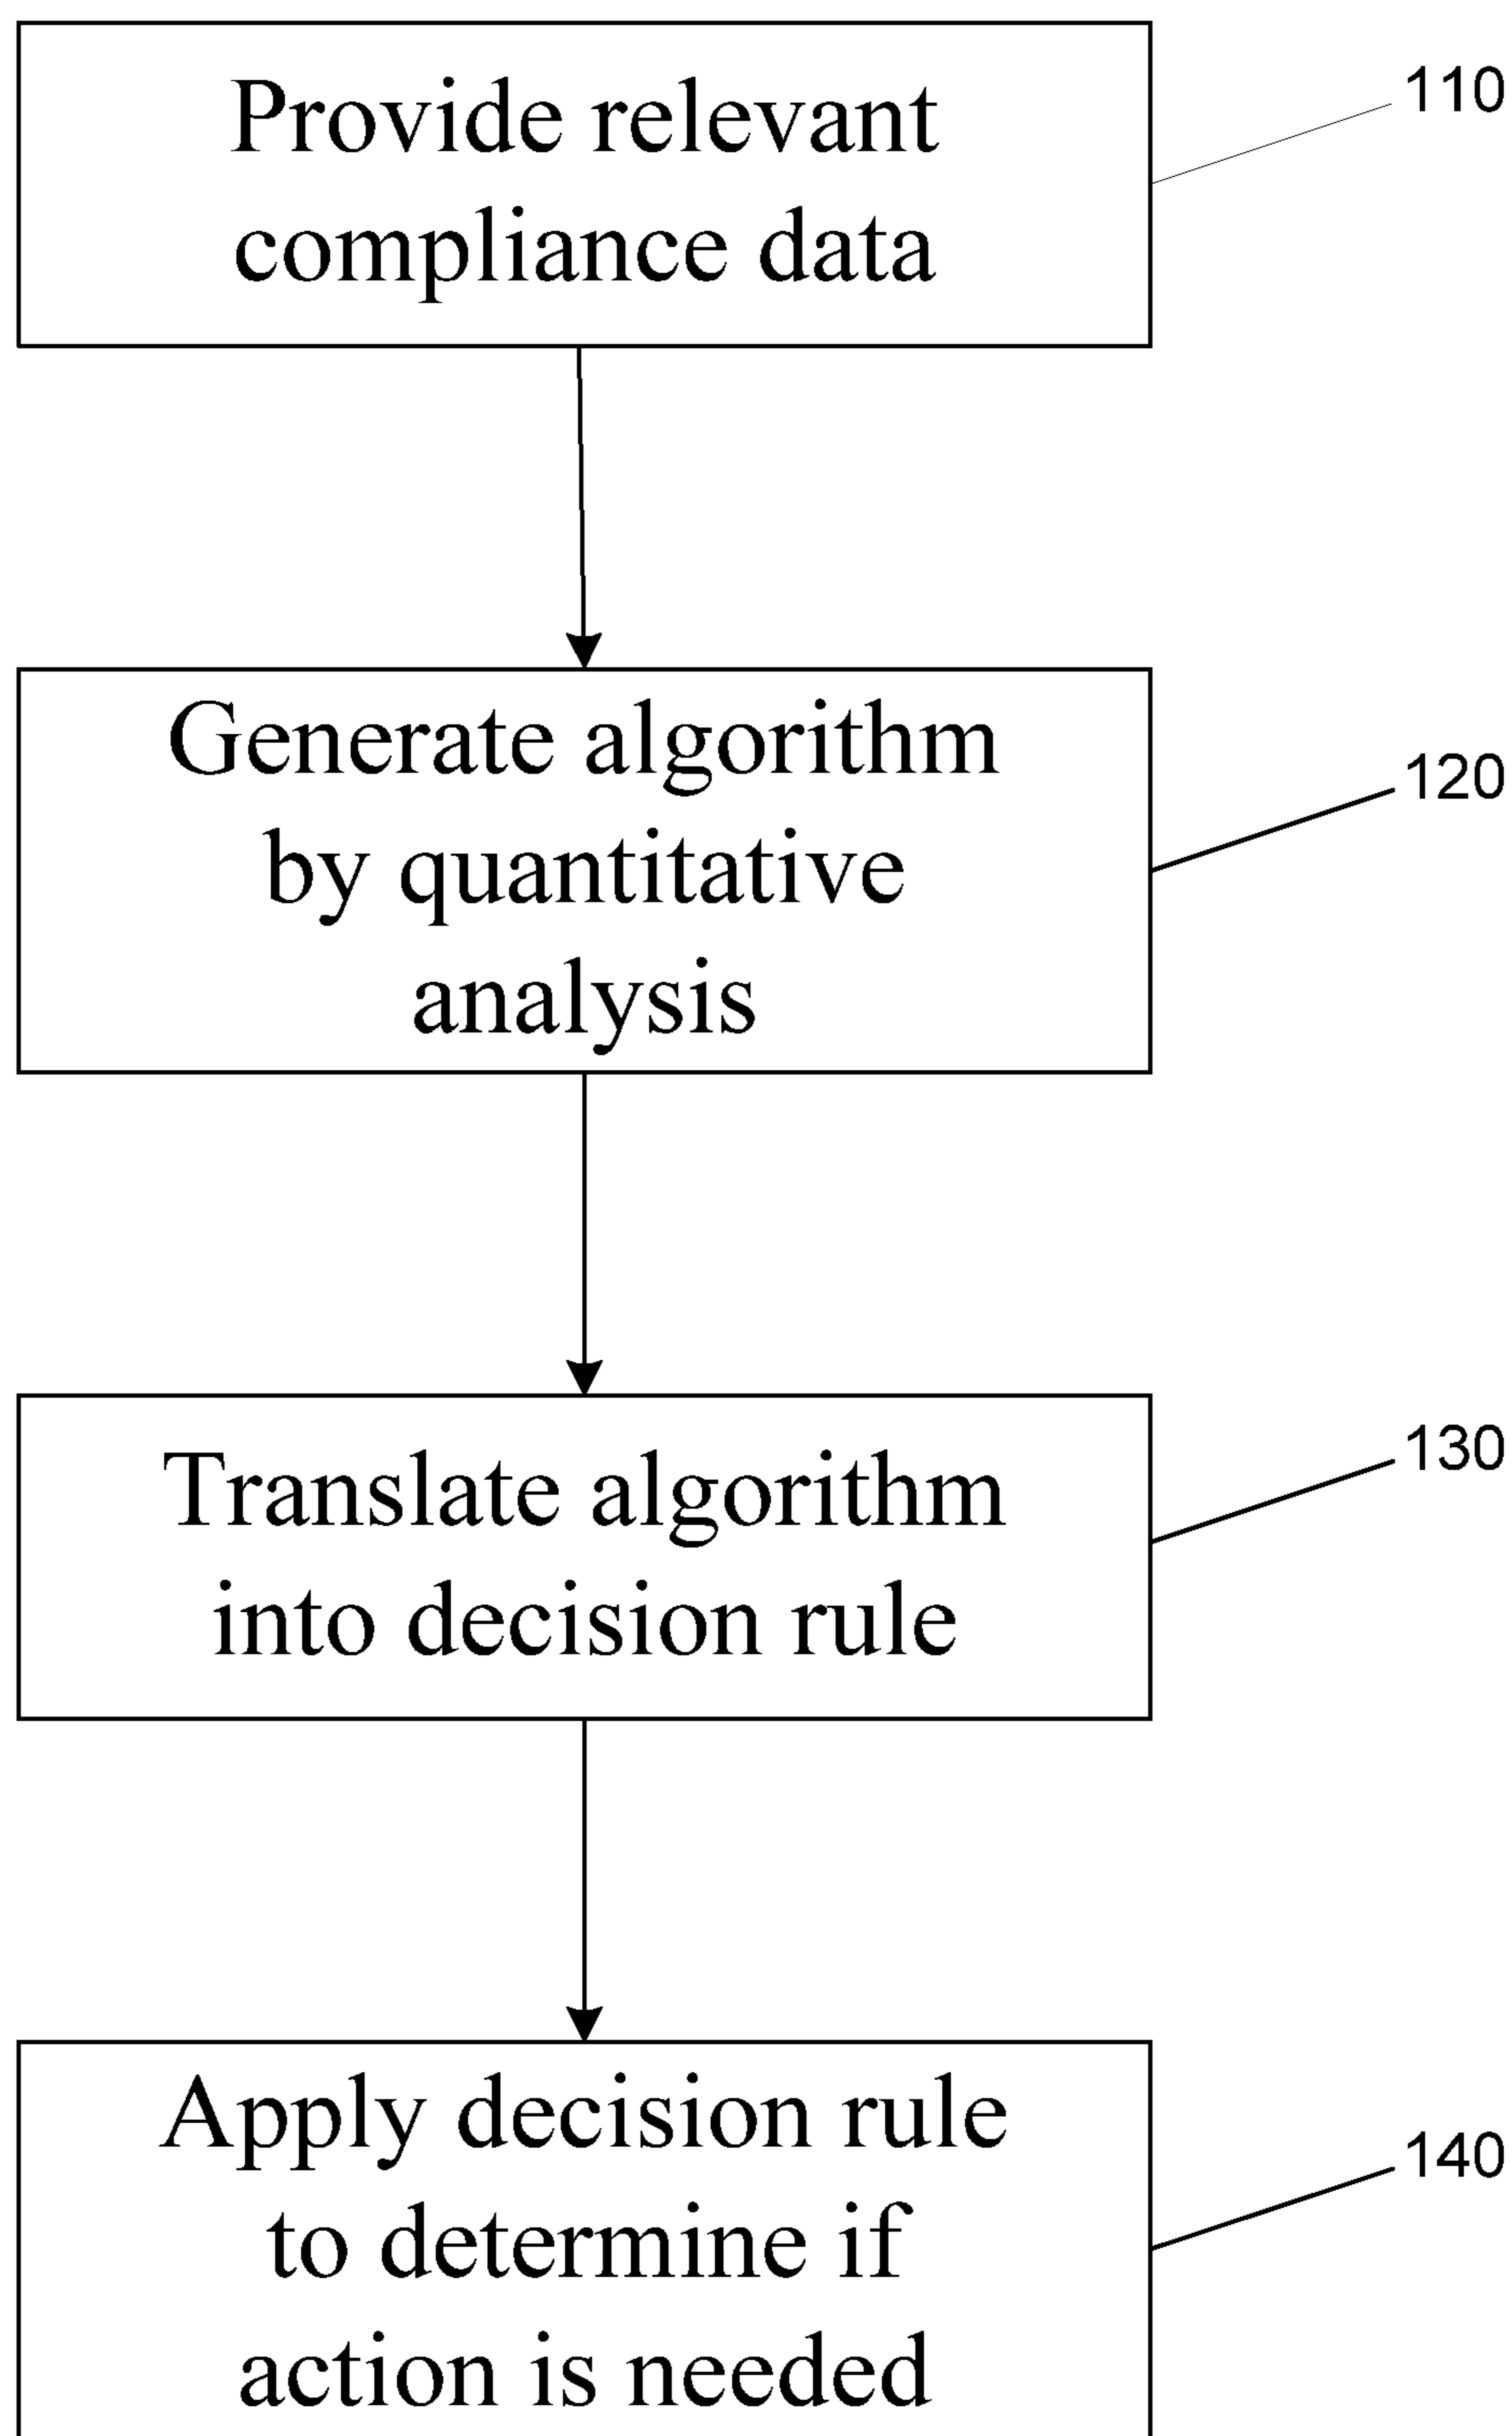 Provide relevant
compliance data
110
Generate algorithm
by quantitative
analysis
120
Translate algorithm
into decision rule
130
Apply decision rule
to determine if
action is needed
140